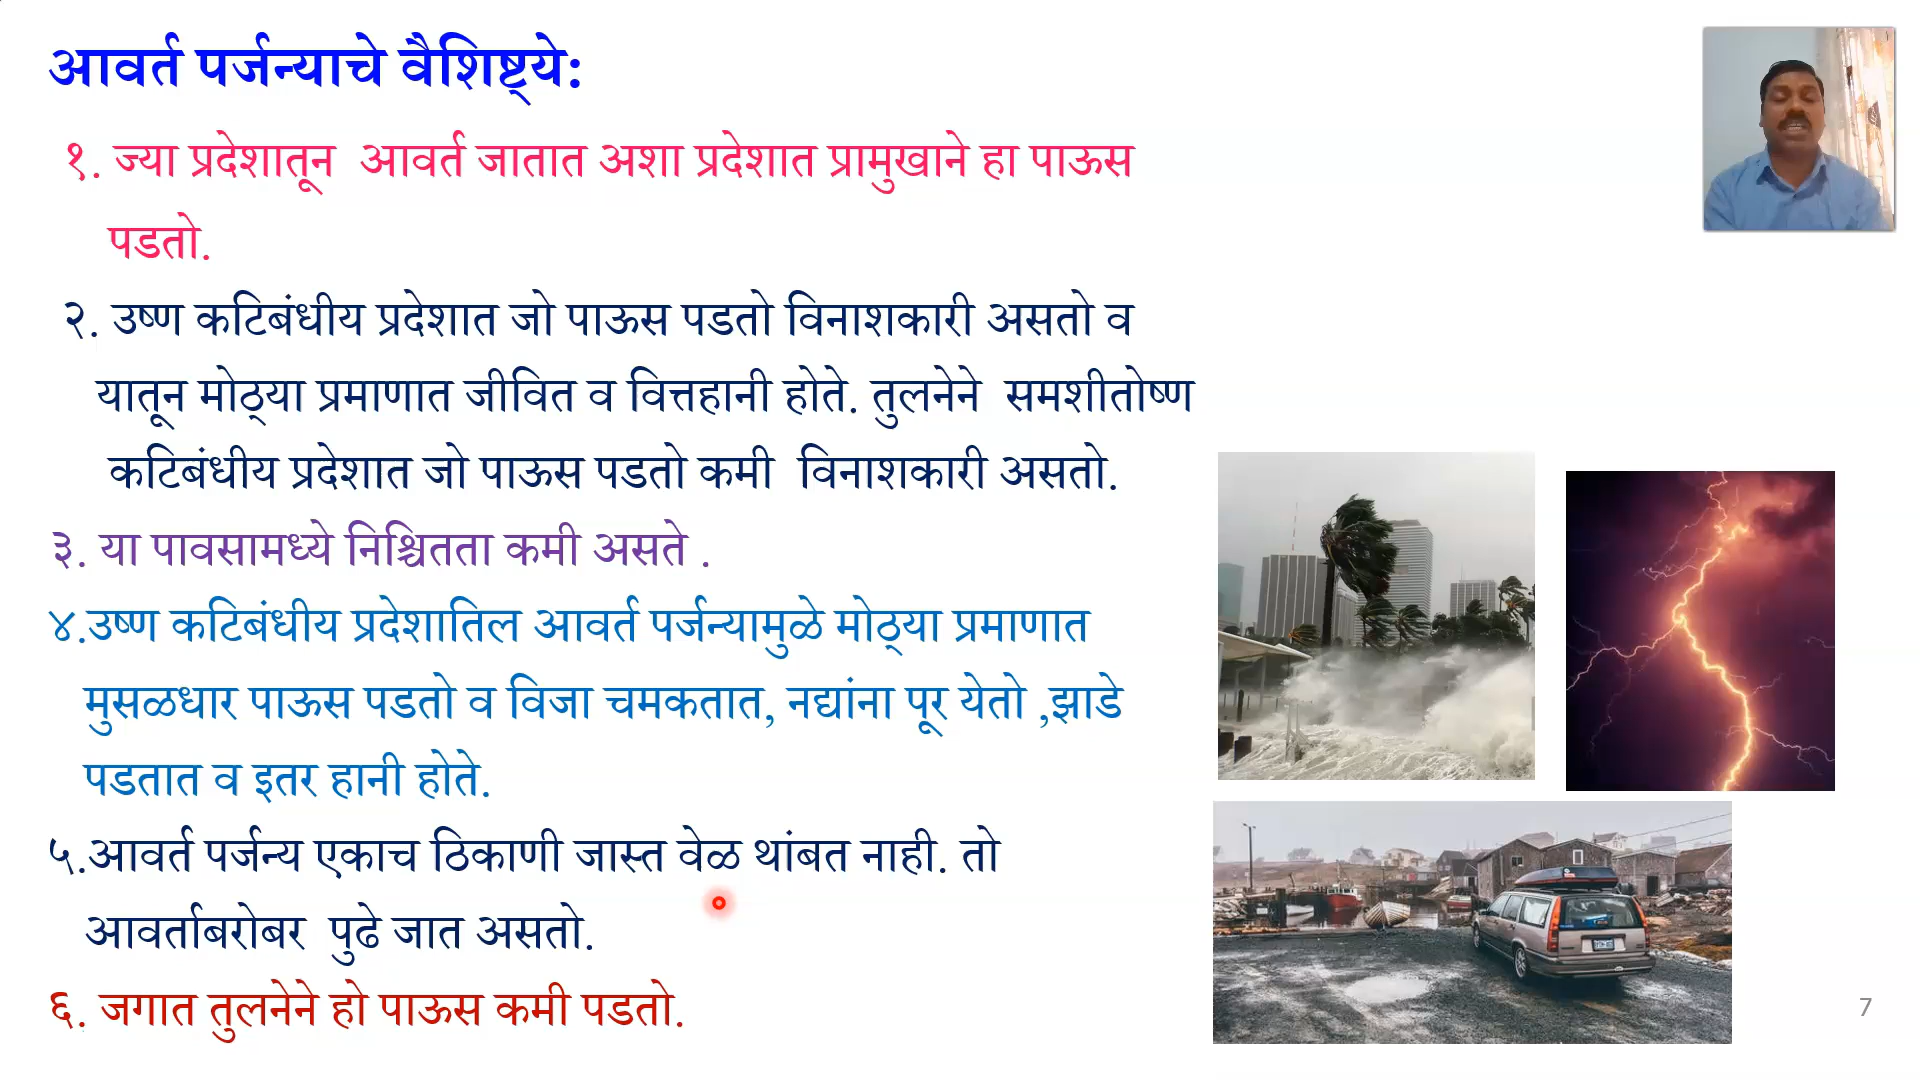 आवर्त पर्जन्याचे वैशिष्ट्ये:
१. ज्या प्रदेशातून आवर्त जातात अशा प्रदेशात प्रामुखाने हा पाऊस
पडतो.
२. उष्ण कटिबंधीय प्रदेशात जो पाऊस पडतो विनाशकारी असतो व
यातून मोठ्या प्रमाणात जीवित व वित्तहानी होते. तुलनेने समशीतोष्ण
कटिबंधीय प्रदेशात जो पाऊस पडतो कमी विनाशकारी असतो.
३. या पावसामध्ये निश्चितता कमी असते .
४.उष्ण कटिबंधीय प्रदेशातिल आवर्त पर्जन्यामुळे मोठ्या प्रमाणात
मुसळधार पाऊस पडतो व विजा चमकतात, नद्यांना पूर येतो ,झाडे
पडतात व इतर हानी होते.
५.आवर्त पर्जन्य एकाच ठिकाणी जास्त वेळ थांबत नाही. तो
आवर्ताबरोबर पुढे जात असतो.
६. जगात तुलनेने हो पाऊस कमी पडतो.
7